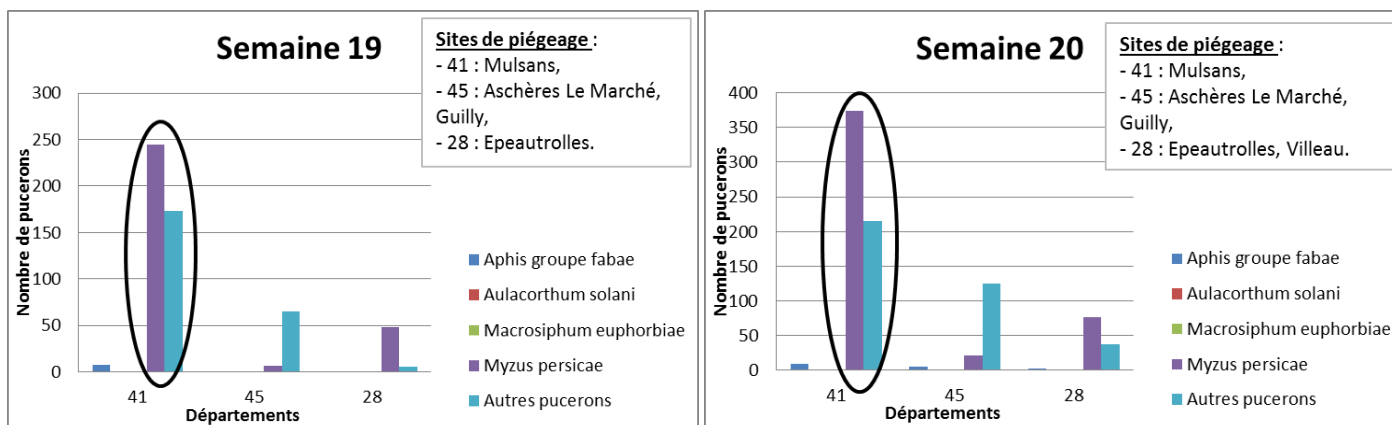 Semaine 19
Sites de piégeage :
- 41 : Mulsans,
- 45 : Aschères Le Marché,
Guilly,
- 28 : Epeautrolles.
Nombre de pucerons
300
250
200
150
100
50
0
41
45
28
Départements
Aphis groupe fabae
Aulacorthum solani
Macrosiphum euphorbiae
Myzus persicae
Autres pucerons
Semaine 20
Sites de piégeage :
- 41 : Mulsans,
- 45 : Aschères Le Marché,
Guilly,
- 28 : Epeautrolles, Villeau.
Nombre de pucerons
400
350
300
250
200
150
100
50
0
41
45
28
Départements
Aphis groupe fabae
Aulacorthum solani
Macrosiphum euphorbiae
Myzus persicae
Autres pucerons